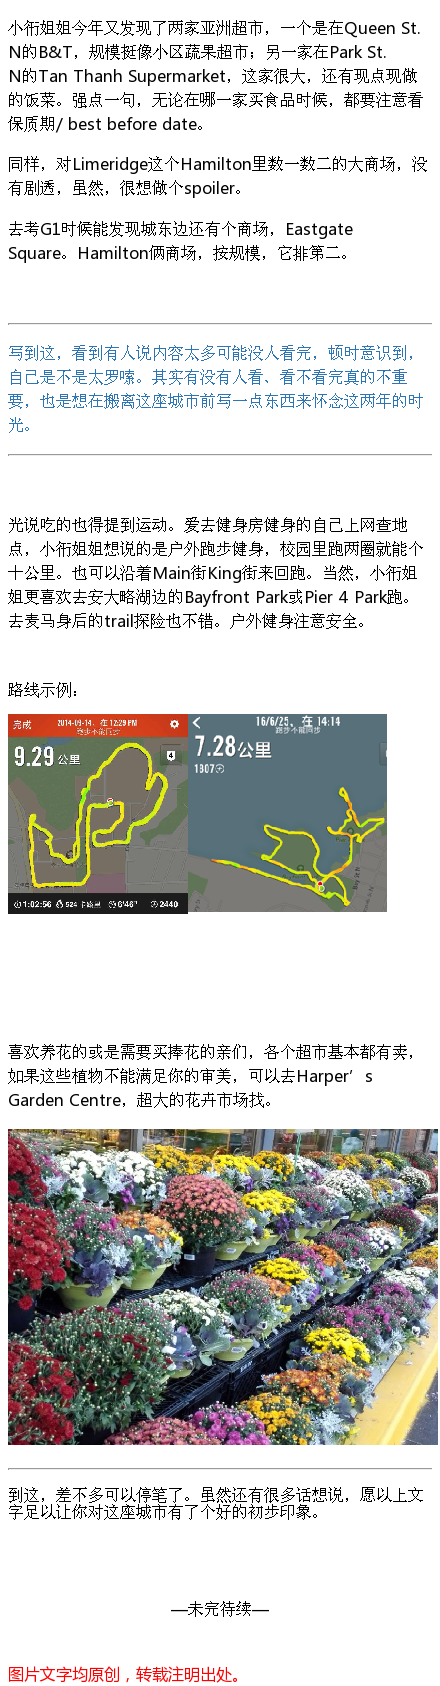 小衔姐姐今年又发现了两家亚洲超市，一个是在Queen St.
N的B&T，规模挺像小区蔬果超市；另一家在Park St.
N的Tan Thanh Supermarket，这家很大，还有现点现做
的饭菜。强点一句，无论在哪一家买食品时候，都要注意看
保质期/ best before date。
同样，对Limeridge这个Hamilton里数一数二的大商场，没
有剧透，虽然，很想做个spoiler。
去考G1时候能发现城东边还有个商场，Eastgate
Square。Hamilton俩商场，按规模，它排第二。
写到这，看到有人说内容太多可能没人看完，顿时意识到，
自己是不是太罗嗦。其实有没有人看、看不看完真的不重
要，也是想在搬离这座城市前写一点东西来怀念这两年的时
光。
光说吃的也得提到运动。爱去健身房健身的自己上网查地
点，小衔姐姐想说的是户外跑步健身，校园里跑两圈就能个
十公里。也可以沿着Main街King街来回跑。当然，小衔姐
姐更喜欢去安大略湖边的Bayfront Park或Pier 4 Park跑。
去麦马身后的trail探险也不错。户外健身注意安全。
路线示例：
完成 2014-09-14，在 12:29 PM
跑步不能回放
9.29公里
4
1:02:56 524 卡路里 6'46" 2440
16/6/25，在 14:14
跑步不能同步
7.28公里
1807
喜欢养花的或是需要买捧花的亲们，各个超市基本都有卖，
如果这些植物不能满足你的审美，可以去Harper’s
Garden Centre，超大的花卉市场找。
到这，差不多可以停笔了。虽然还有很多话想说，愿以上文
字足以让你对这座城市有了个好的初步印象。
—未完待续—
图片文字均原创，转载注明出处。